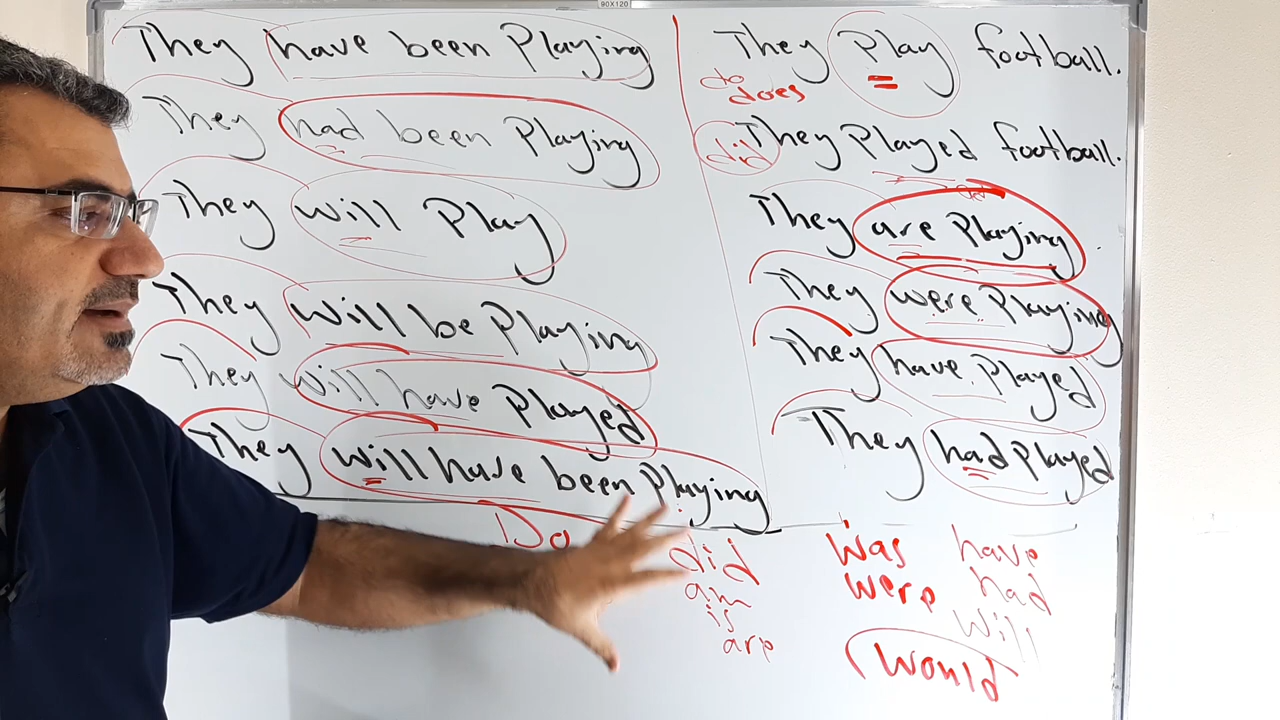 90X120
They have been Playing
They had been Playing
They will Play
They will be Playing
They will have Played
They will have been Playing
They Play football.
do
does
They Played football.
did
They are Playing
They were Playing
They have Played
They had played
Do
did
am
is
are
was
were
have
had
will
would